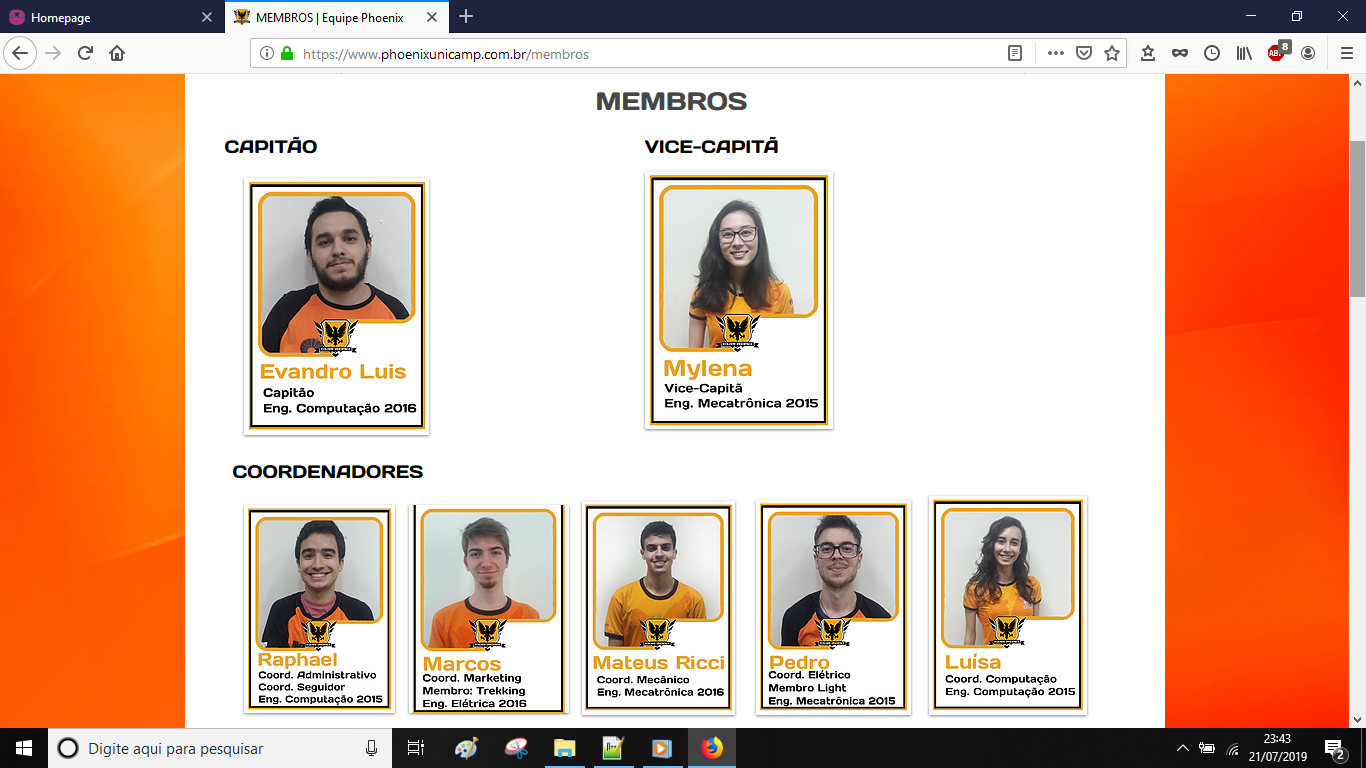 Homepage
MEMBROS | Equipe Phoenix
https://www.phoenixunicamp.com.br/membros
8
MEMBROS
CAPITÃO
VICE-CAPITÃ
Evandro Luis
Capitão
Eng. Computação 2016
Mylena
Vice-Capitã
Eng. Mecatrônica 2015
COORDENADORES
Raphael
Coord. Administrativo
Coord. Seguidor
Eng. Computação 2015
Marcos
Coord. Marketing
Membro: Trekking
Eng. Elétrica 2016
Mateus Ricci
Coord. Mecânico
Eng. Mecatrônica 2016
Pedro
Coord. Elétrico
Membro Light
Eng. Mecatrônica 2015
Luísa
Coord. Computação
Eng. Computação 2015
Digite aqui para pesquisar
23:43
21/07/2019
2